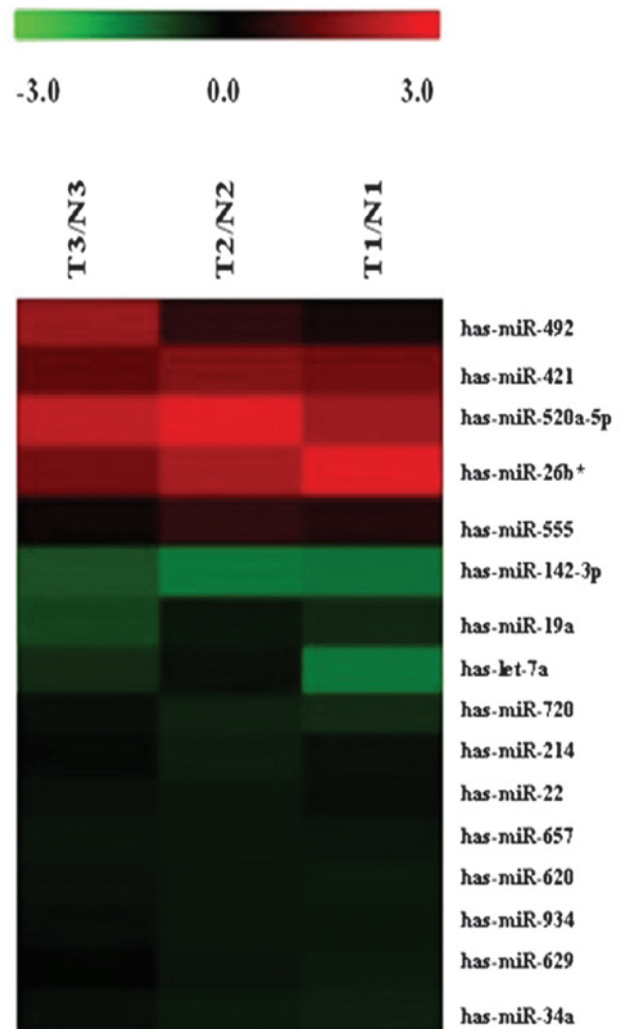 -3.0 0.0 3.0
T3/N3 T2/N2 T1/N1
has-miR-492
has-miR-421
has-miR-520a-5p
has-miR-26b*
has-miR-555
has-miR-142-3p
has-miR-19a
has-let-7a
has-miR-720
has-miR-214
has-miR-22
has-miR-657
has-miR-620
has-miR-934
has-miR-629
has-miR-34a